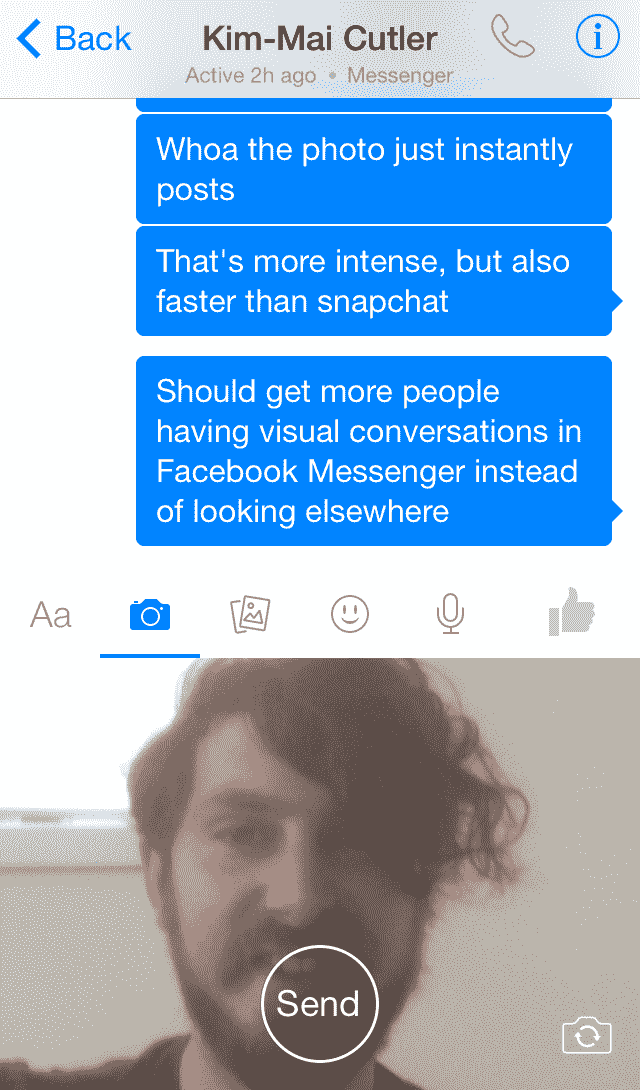 Back
Kim-Mai Cutler
Active 2h ago • Messenger
Whoa the photo just instantly
posts
That's more intense, but also
faster than snapchat
Should get more people
having visual conversations in
Facebook Messenger instead
of looking elsewhere
Aa
Send